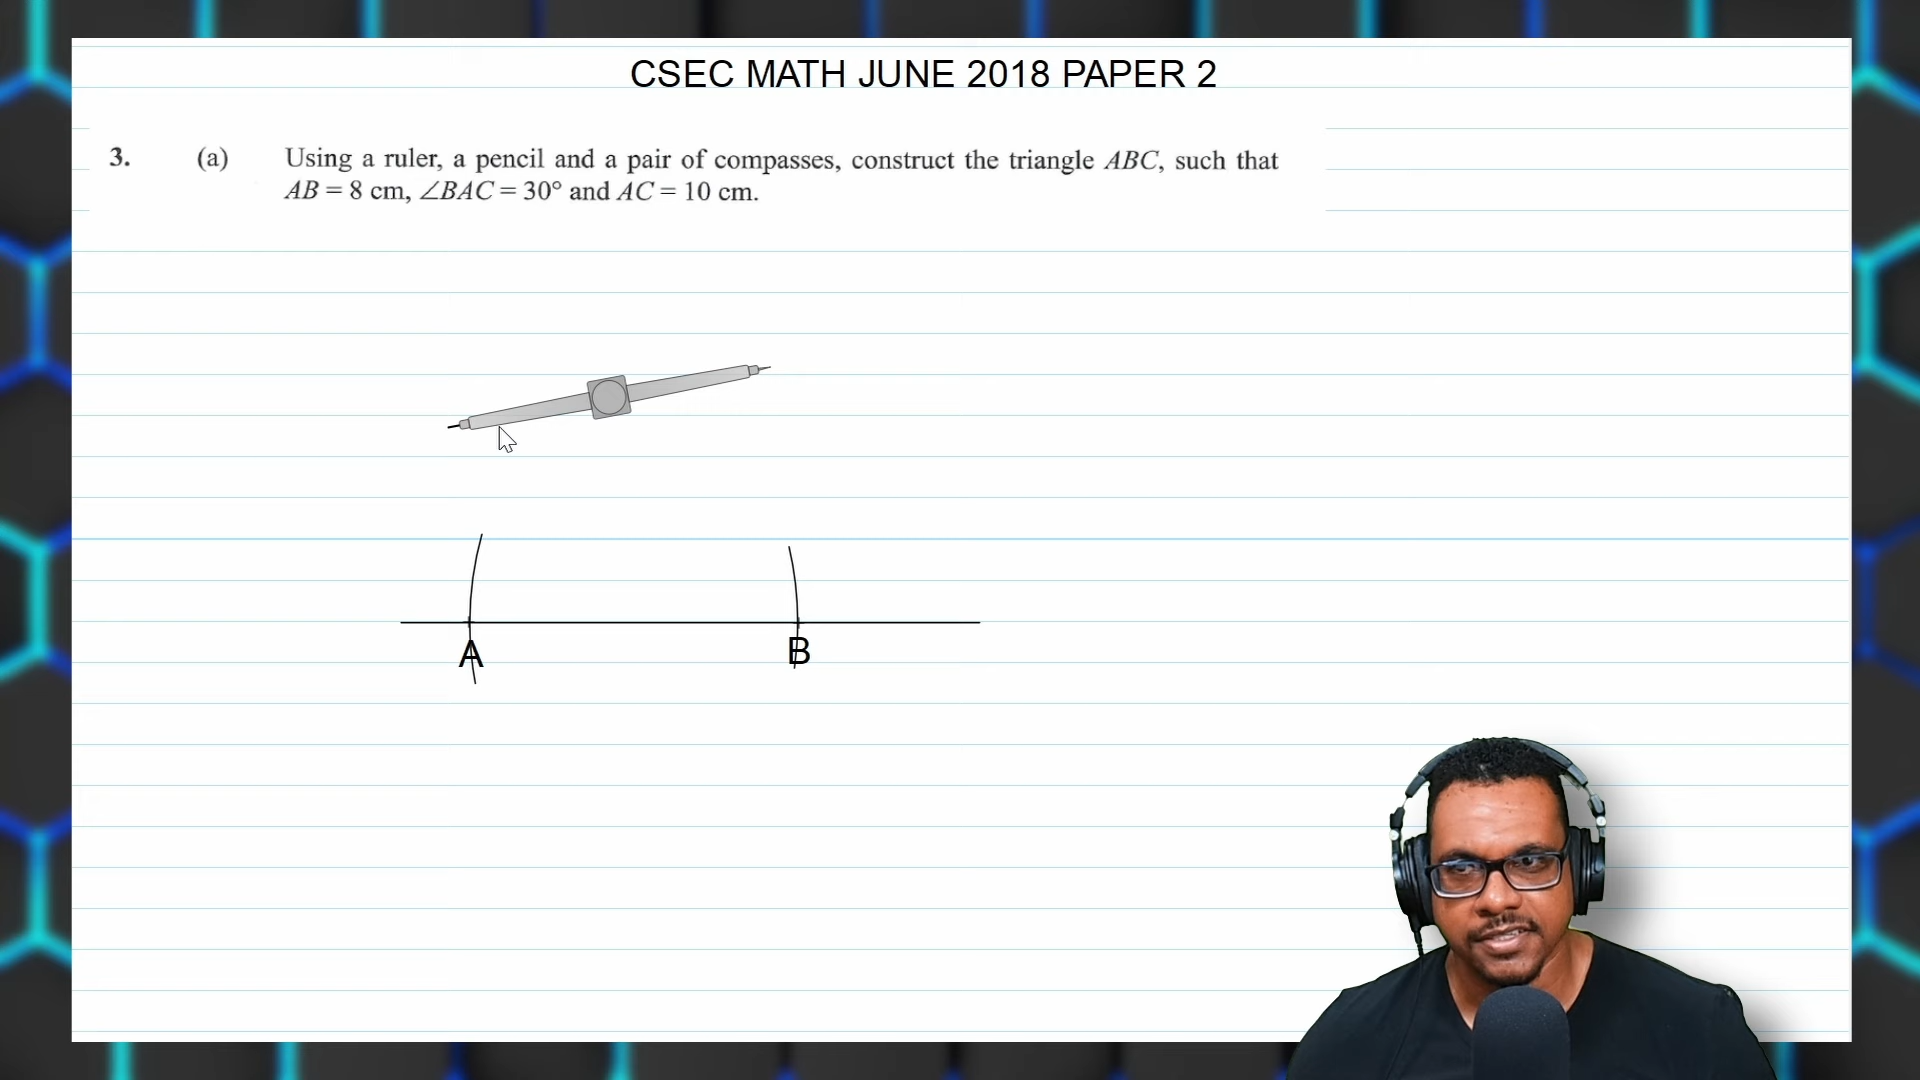 CSEC MATH JUNE 2018 PAPER 2
3. (a) Using a ruler, a pencil and a pair of compasses, construct the triangle ABC, such that
AB = 8 cm, ∠BAC = 30° and AC = 10 cm.
A B